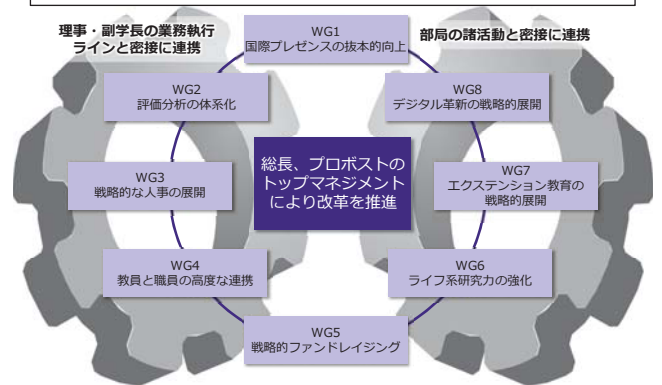 理事・副学長の業務執行
ラインと密接に連携
部局の諸活動と密接に連携
WG1
国際プレゼンスの抜本的向上
WG2
評価分析の体系化
WG8
デジタル革新の戦略的展開
総長、プロボストの
トップマネジメント
により改革を推進
WG3
戦略的な人事の展開
WG7
エクステンション教育の
戦略的展開
WG4
教員と職員の高度な連携
WG6
ライフ系研究力の強化
WG5
戦略的ファンドレイジング